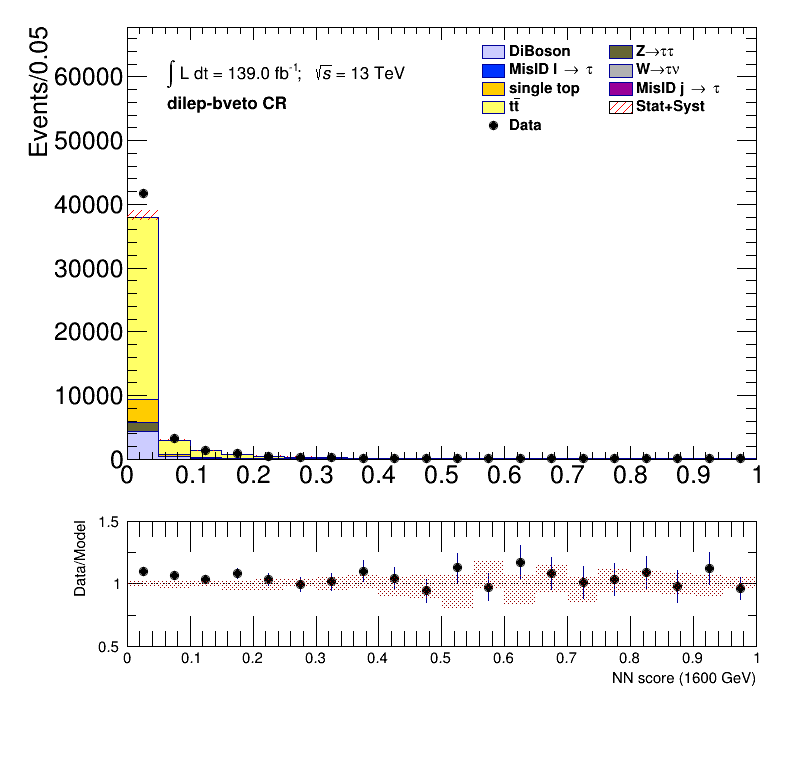 Events/0.05
60000
50000
40000
30000
20000
10000
0
∫ L dt = 139.0 fb⁻¹; √s = 13 TeV
dilep-bveto CR
DiBoson Z→ττ
MisID l → τ W→τν
single top MisID j → τ
tt̄ Stat+Syst
Data
0 0.1 0.2 0.3 0.4 0.5 0.6 0.7 0.8 0.9 1
Data/Model
1.5
1
0.5
0 0.1 0.2 0.3 0.4 0.5 0.6 0.7 0.8 0.9 1
NN score (1600 GeV)